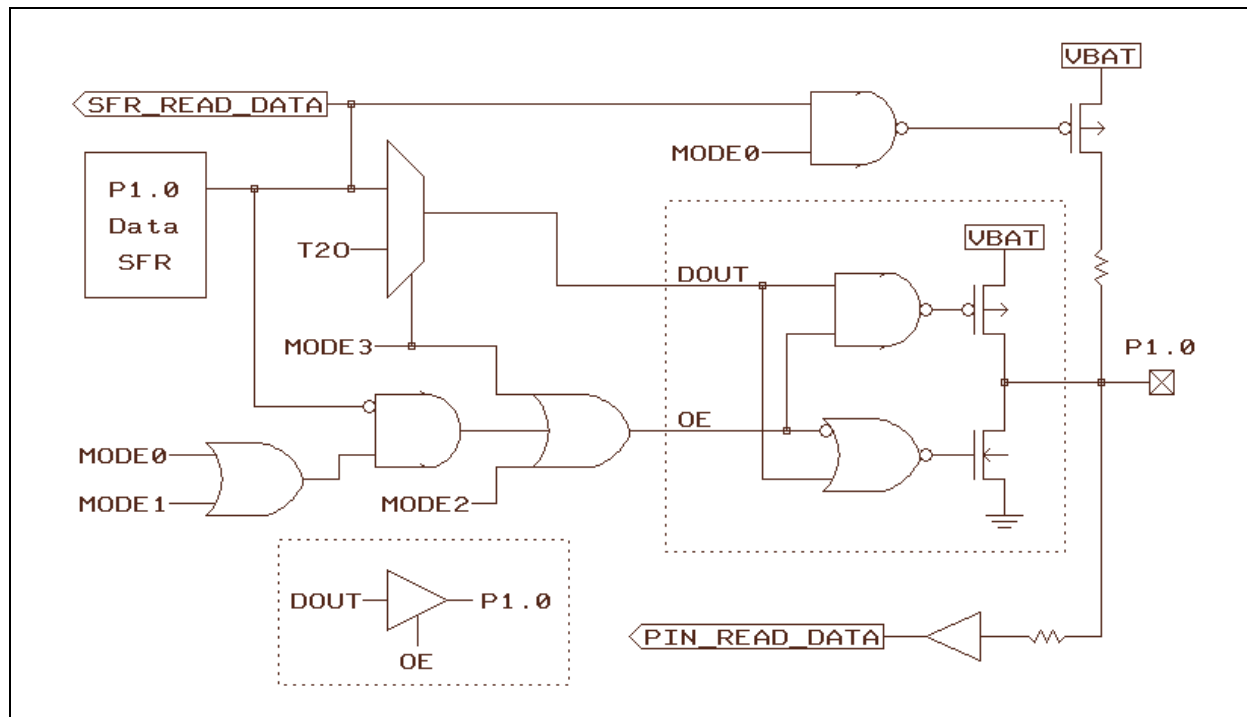 VBAT
SFR_READ_DATA
MODE0
P1.0
Data
SFR
T2O
VBAT
DOUT
MODE3
P1.0
OE
MODE0
MODE1
MODE2
DOUT
P1.0
OE
PIN_READ_DATA